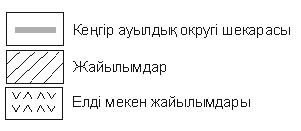 Кеңгір ауылдық округі шекарасы
Жайылымдар
Елді мекен жайылымдары